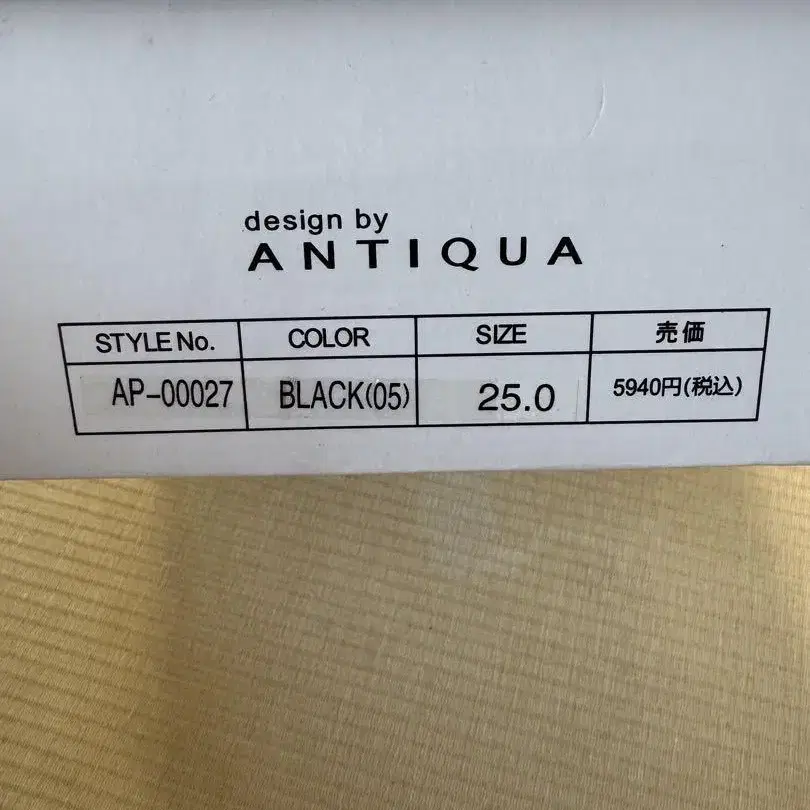 design by
ANTIQUA
STYLE No. COLOR SIZE 売価
AP-00027 BLACK(05) 25.0 5940円(税込)